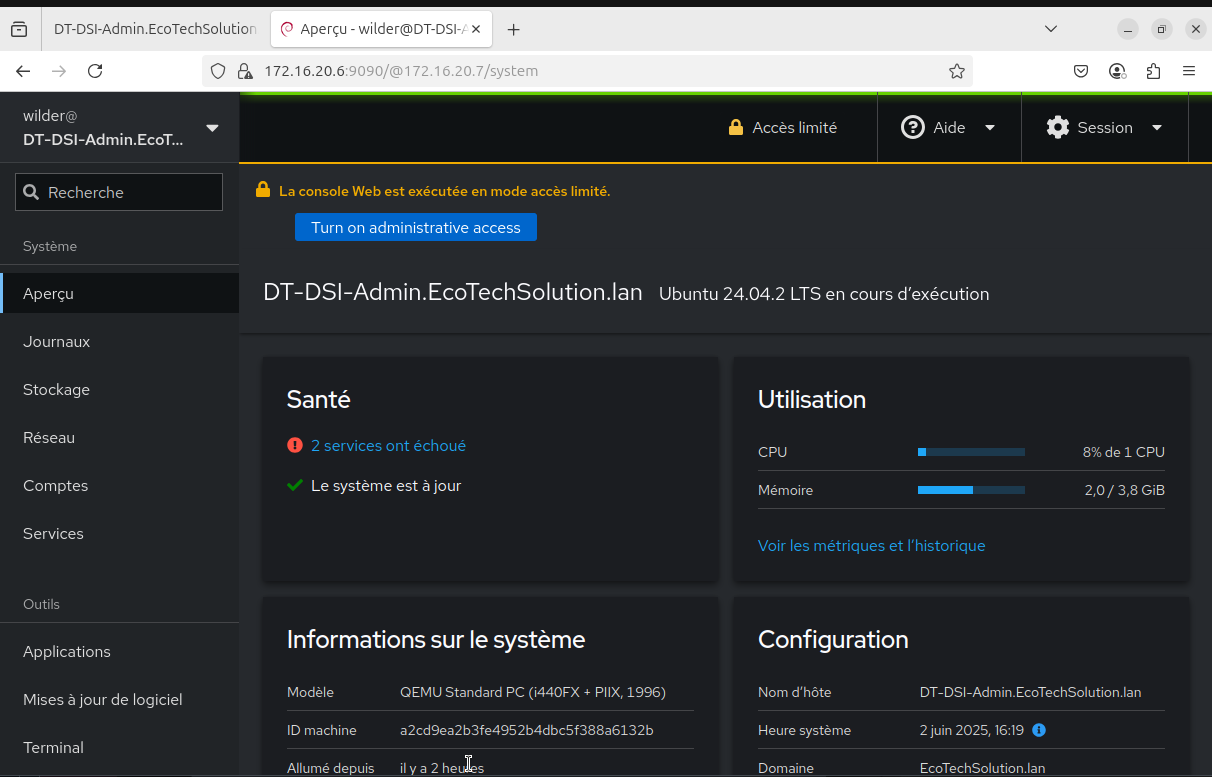 DT-DSI-Admin.EcoTechSolution
Aperçu - wilder@DT-DSI-A
172.16.20.6:9090/@172.16.20.7/system
wilder@
DT-DSI-Admin.EcoT...
Accès limité
Aide
Session
Recherche
La console Web est exécutée en mode accès limité.
Turn on administrative access
Système
Aperçu
Journaux
Stockage
Réseau
Comptes
Services
Outils
Applications
Mises à jour de logiciel
Terminal
DT-DSI-Admin.EcoTechSolution.lan Ubuntu 24.04.2 LTS en cours d’exécution
Santé
2 services ont échoué
Le système est à jour
Utilisation
CPU 8% de 1 CPU
Mémoire 2,0 / 3,8 GiB
Voir les métriques et l’historique
Informations sur le système
Modèle QEMU Standard PC (i440FX + PIIX, 1996)
ID machine a2cd9ea2b3fe4952b4dbc5f388a6132b
Allumé depuis il y a 2 heures
Configuration
Nom d’hôte DT-DSI-Admin.EcoTechSolution.lan
Heure système 2 juin 2025, 16:19
Domaine EcoTechSolution.lan